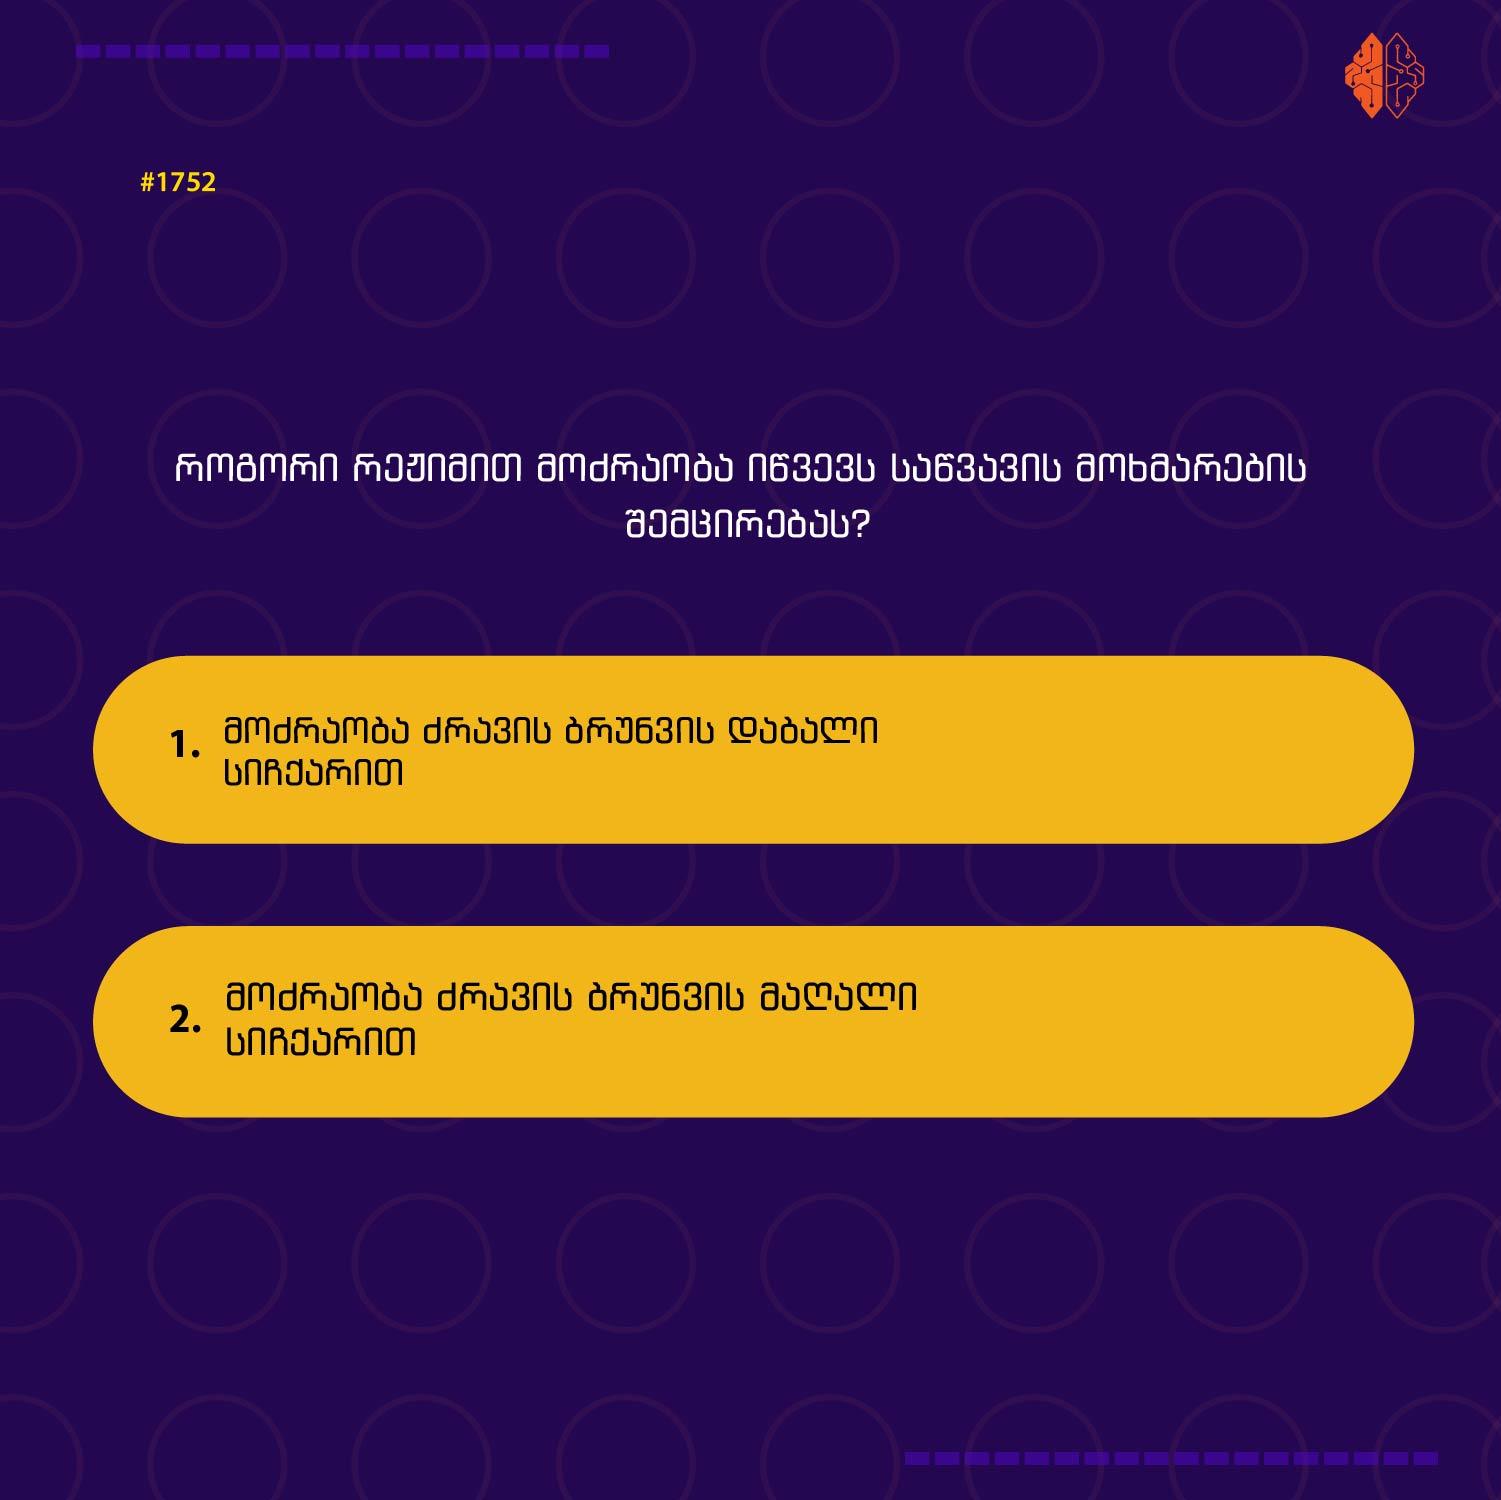 #1752
როგორი რეჟიმით მოძრაობა იწვევს საწვავის მოხმარების
შემცირებას?
1. მოძრაობა ძრავის ბრუნვის დაბალი
სიჩქარით
2. მოძრაობა ძრავის ბრუნვის მაღალი
სიჩქარით